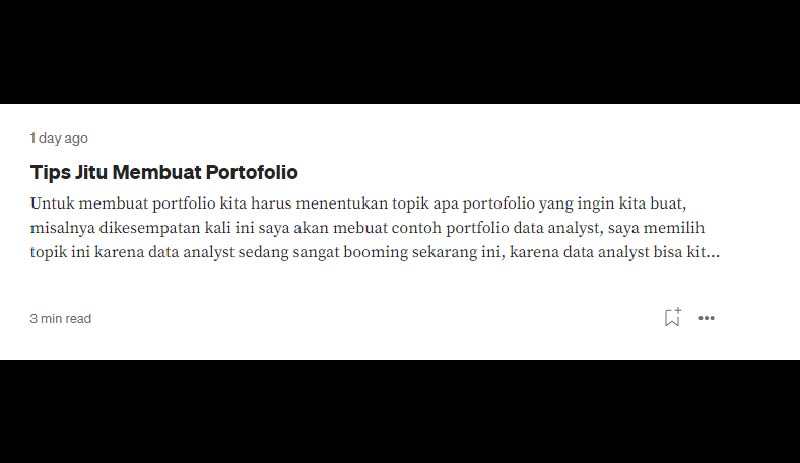 1 day ago
Tips Jitu Membuat Portofolio
Untuk membuat portfolio kita harus menentukan topik apa portofolio yang ingin kita buat,
misalnya dikesempatan kali ini saya akan mebuat contoh portfolio data analyst, saya memilih
topik ini karena data analyst sedang sangat booming sekarang ini, karena data analyst bisa kit...
3 min read